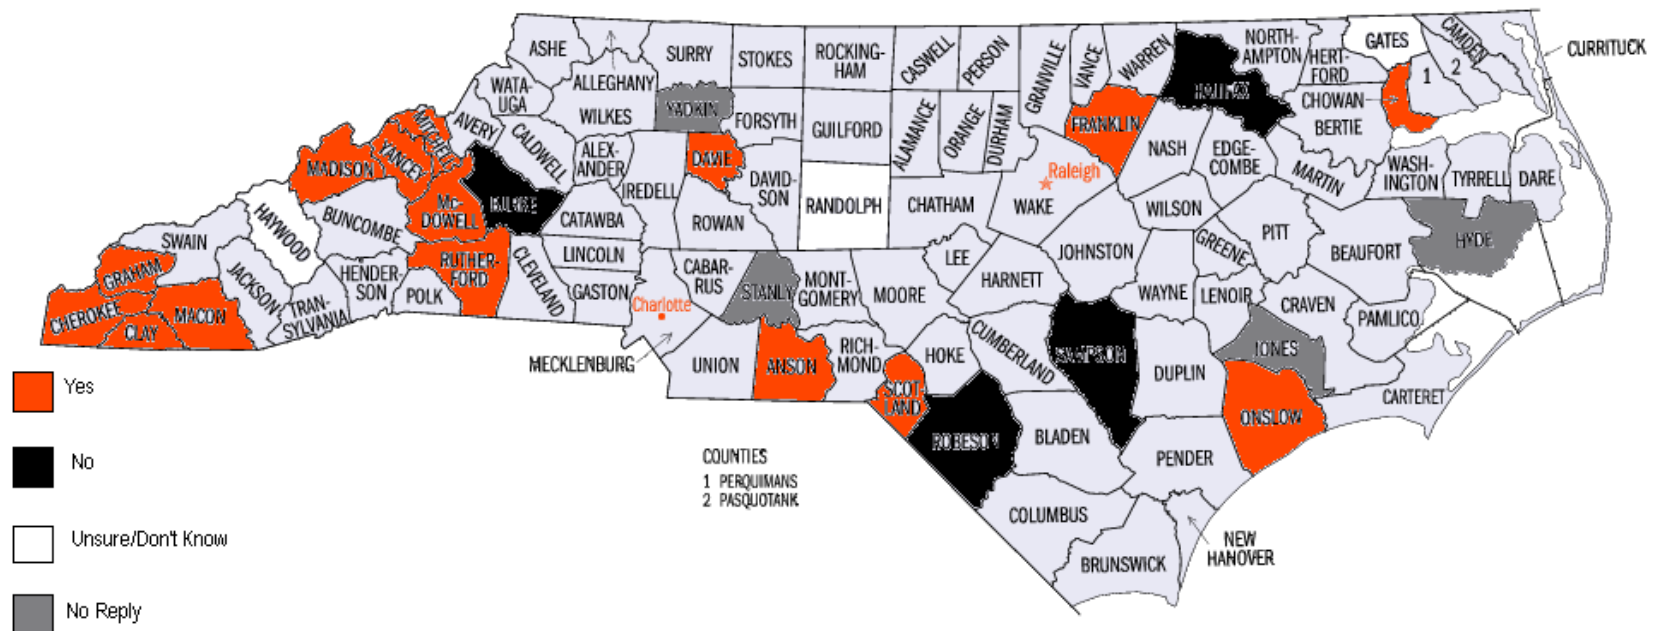 ASHE
ALLEGHANY
SURRY
STOKES
ROCKING-
HAM
CASWELL
PERSON
GRANVILLE
VANCE
WARREN
HALIFAX
NORTH-
AMPTON
HERT-
FORD
GATES
CAMDEN
CURRITUCK
1
2
WATA-
UGA
WILKES
YADKIN
FORSYTH
GUILFORD
ALAMANCE
ORANGE
DURHAM
FRANKLIN
NASH
EDGE-
COMBE
CHOWAN
BERTIE
MITCHELL
AVERY
CALDWELL
ALEX-
ANDER
IREDELL
DAVIE
DAVID-
SON
RANDOLPH
CHATHAM
Raleigh
WAKE
WILSON
MARTIN
WASH-
INGTON
TYRRELL
DARE
MADISON
YANCEY
Mc-
DOWELL
BURKE
CATAWBA
ROWAN
HAYWOOD
BUNCOMBE
SWAIN
GRAHAM
CHEROKEE
CLAY
MACON
JACKSON
TRAN-
SYLVANIA
HENDER-
SON
POLK
RUTHER-
FORD
CLEVELAND
LINCOLN
GASTON
Charlotte
MECKLENBURG
CABAR-
RUS
STANLY
MONT-
GOMERY
MOORE
LEE
HARNETT
JOHNSTON
WAYNE
GREENE
PITT
BEAUFORT
HYDE
LENOIR
CRAVEN
PAMLICO
UNION
ANSON
RICH-
MOND
SCOT-
LAND
HOKE
CUMBERLAND
SAMPSON
DUPLIN
JONES
CARTERET
ONSLOW
ROBESON
BLADEN
PENDER
COLUMBUS
BRUNSWICK
NEW
HANOVER
COUNTIES
1 PERQUIMANS
2 PASQUOTANK
Yes
No
Unsure/Don't Know
No Reply